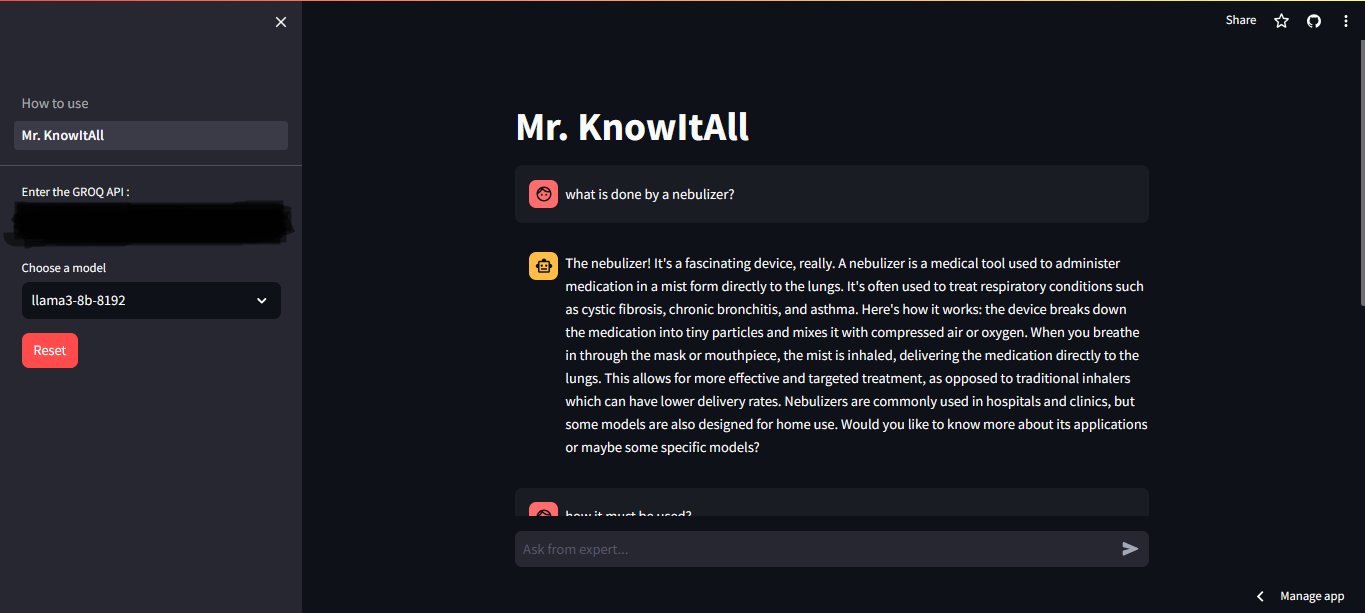 Share
How to use
Mr. KnowItAll
Enter the GROQ API :
Choose a model
llama3-8b-8192
Reset
Mr. KnowItAll
what is done by a nebulizer?
The nebulizer! It's a fascinating device, really. A nebulizer is a medical tool used to administer
medication in a mist form directly to the lungs. It's often used to treat respiratory conditions such
as cystic fibrosis, chronic bronchitis, and asthma. Here's how it works: the device breaks down
the medication into tiny particles and mixes it with compressed air or oxygen. When you breathe
in through the mask or mouthpiece, the mist is inhaled, delivering the medication directly to the
lungs. This allows for more effective and targeted treatment, as opposed to traditional inhalers
which can have lower delivery rates. Nebulizers are commonly used in hospitals and clinics, but
some models are also designed for home use. Would you like to know more about its applications
or maybe some specific models?
how it must be used?
Ask from expert...
Manage app